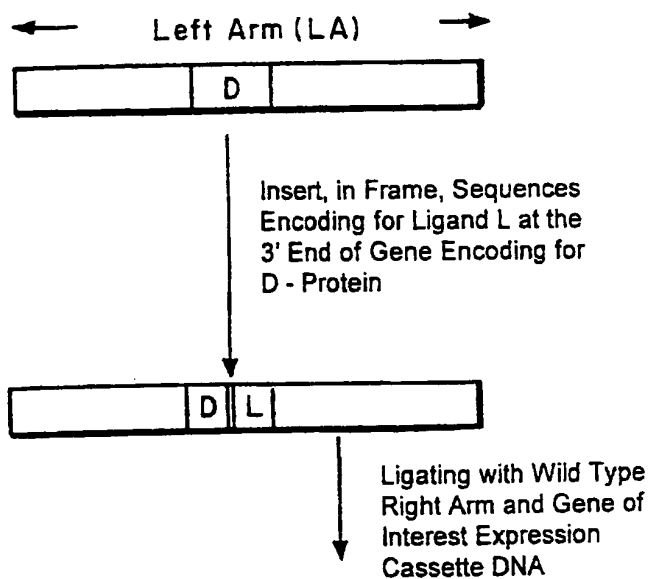 Left Arm (LA)
D
Insert, in Frame, Sequences
Encoding for Ligand L at the
3' End of Gene Encoding for
D - Protein
D L
Ligating with Wild Type
Right Arm and Gene of
Interest Expression
Cassette DNA